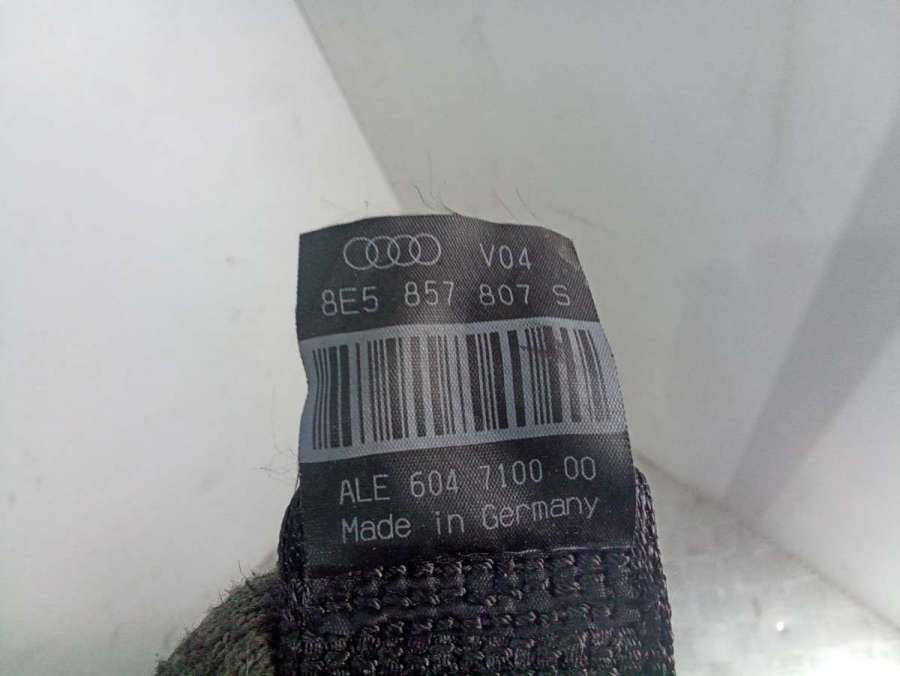 V04
8E5 857 807 S
ALE 604 7100 00
Made in Germany